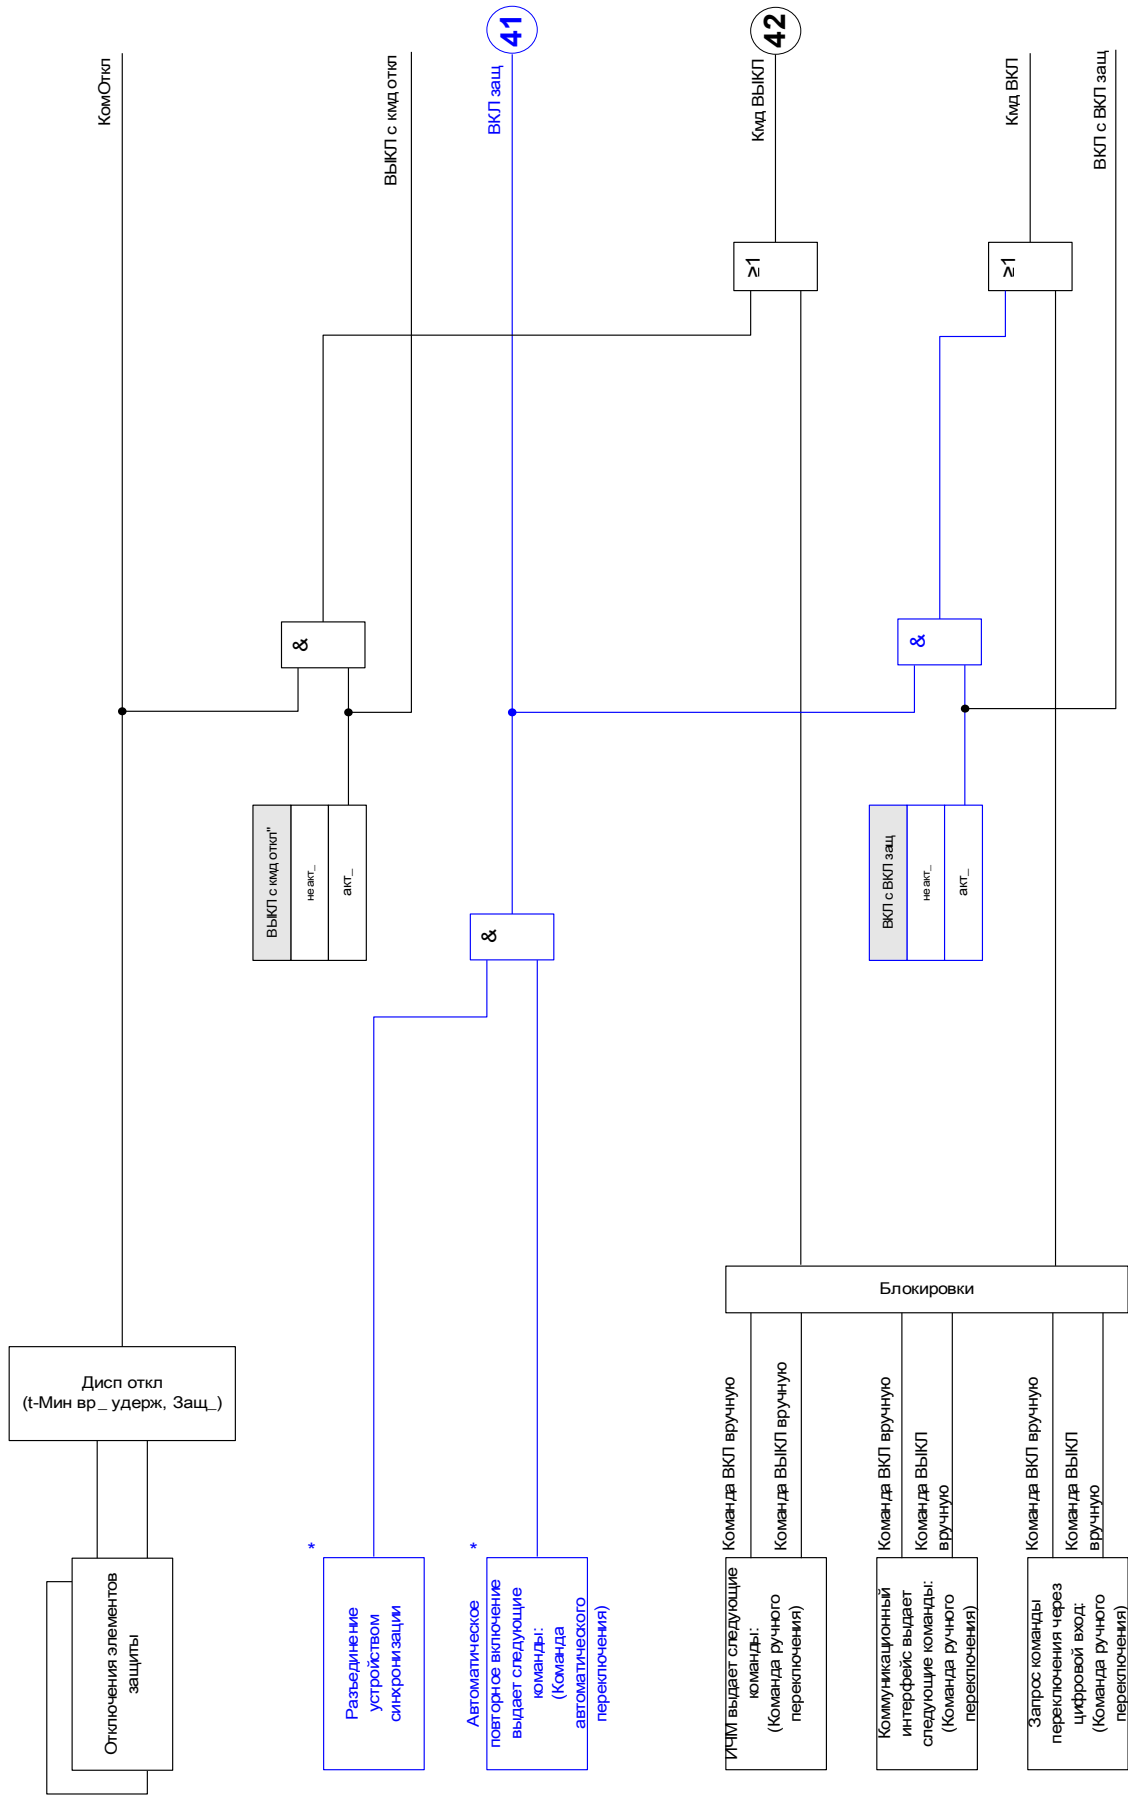 КомОткл
ВЫКЛ с кмд откл
41
ВКЛ защ
42
Кмд ВЫКЛ
Кмд ВКЛ
ВКЛ с ВКЛ защ
≥1
≥1
&
&
ВЫКЛ с кмд откл"
неакт_
акт_
ВКЛ с ВКЛ защ
неакт_
акт_
&
Блокировки
Дисп откл
(t-Мин вр_ удерж, Защ_)
Команда ВКЛ вручную
Команда ВЫКЛ вручную
Команда ВКЛ вручную
Команда ВЫКЛ
вручную
Команда ВКЛ вручную
Команда ВЫКЛ
вручную
*
*
Отключения элементов
защиты
Разъединение
устройством
синхронизации
Автоматическое
повторное включение
выдает следующие
команды:
(Команда
автоматического
переключения)
ИЧМ выдает следующие
команды:
(Команда ручного
переключения)
Коммуникационный
интерфейс выдает
следующие команды:
(Команда ручного
переключения)
Запрос команды
переключения через
цифровой вход:
(Команда ручного
переключения)